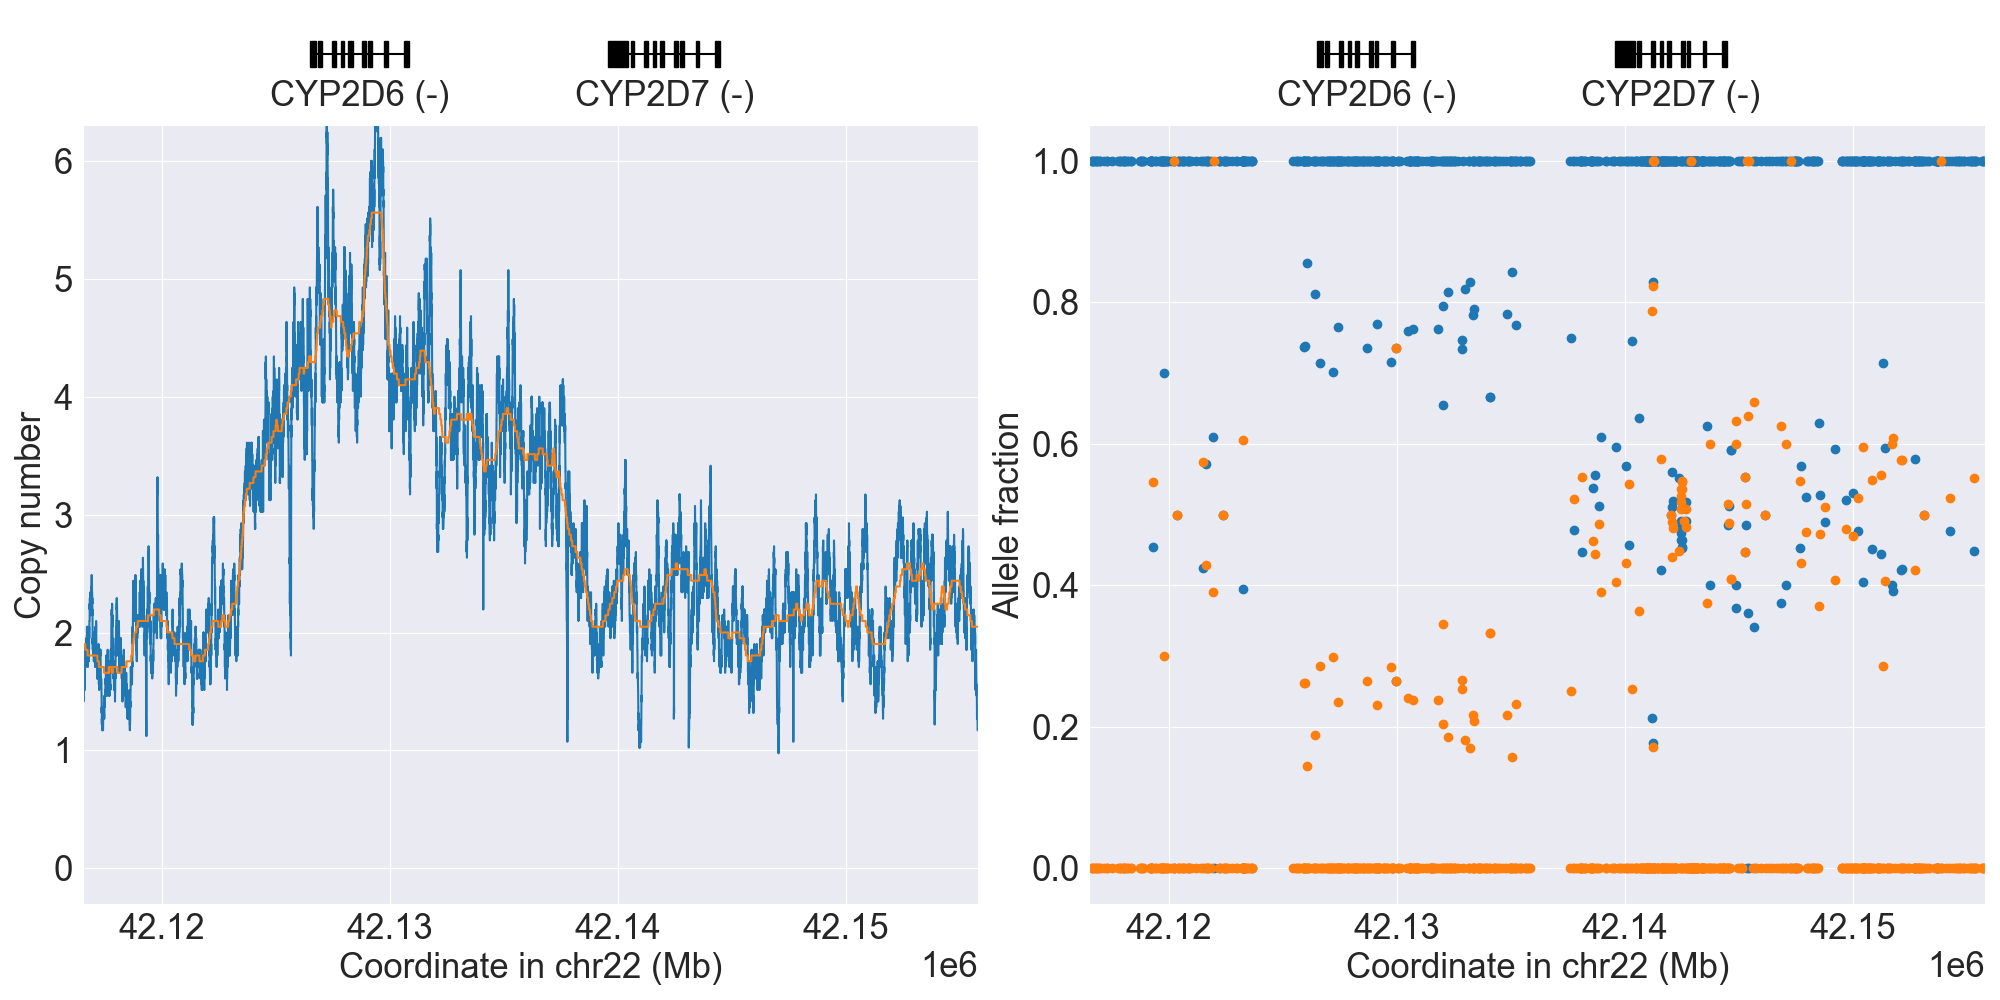 CYP2D6 (-) CYP2D7 (-)
Copy number
6
5
4
3
2
1
0
42.12 42.13 42.14 42.15
Coordinate in chr22 (Mb) 1e6
CYP2D6 (-) CYP2D7 (-)
Allele fraction
1.0
0.8
0.6
0.4
0.2
0.0
42.12 42.13 42.14 42.15
Coordinate in chr22 (Mb) 1e6